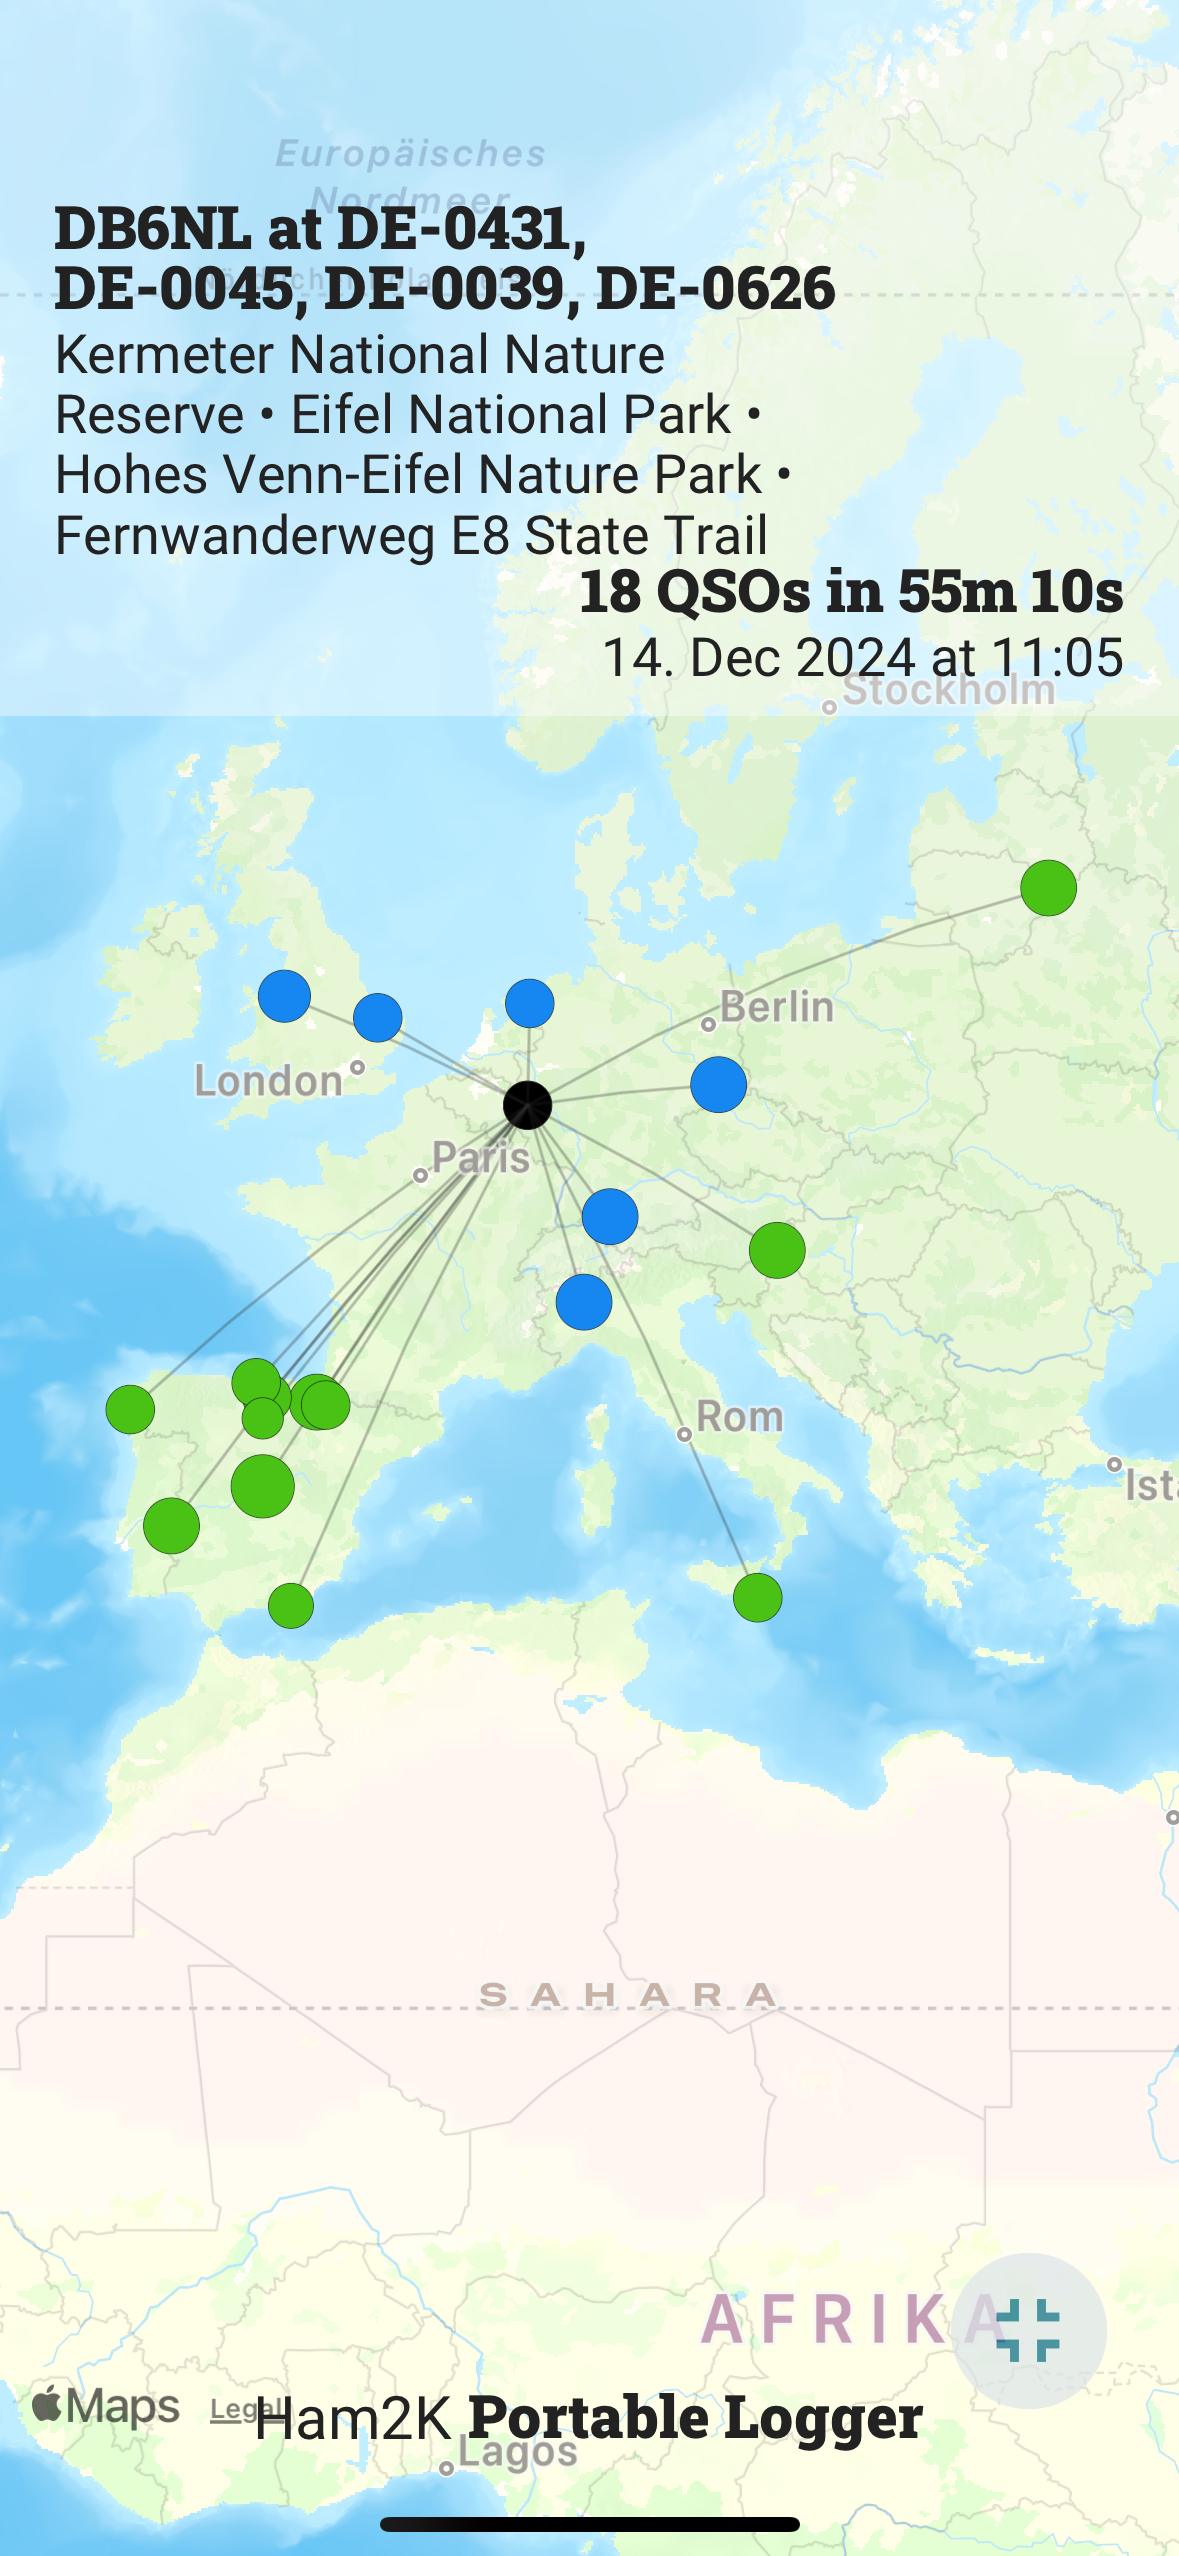 Europäisches
Nordmeer
DB6NL at DE-0431,
DE-0045, DE-0039, DE-0626
Kermeter National Nature
Reserve • Eifel National Park •
Hohes Venn-Eifel Nature Park •
Fernwanderweg E8 State Trail
18 QSOs in 55m 10s
14. Dec 2024 at 11:05
Stockholm
Berlin
London
Paris
Rom
SAHARA
AFRIKA
Maps Legal
Ham2K Portable Logger
Lagos